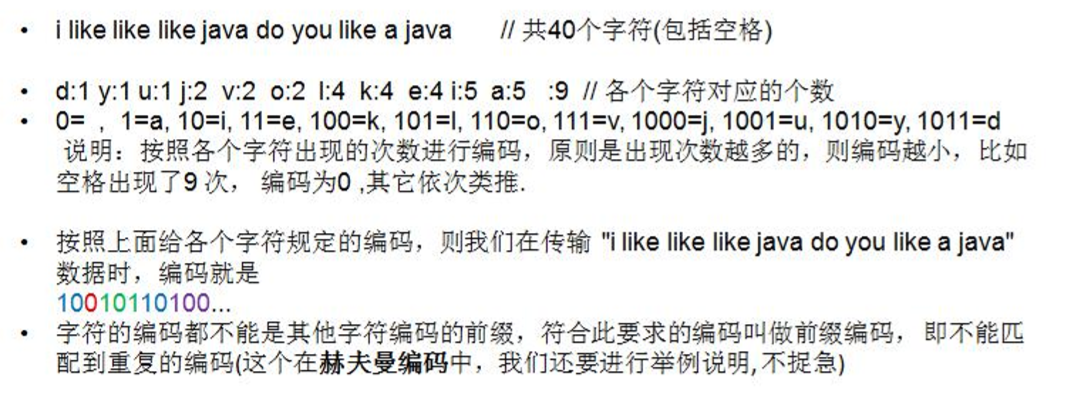 • i like like like java do you like a java // 共40个字符(包括空格)
• d:1 y:1 u:1 j:2 v:2 o:2 l:4 k:4 e:4 i:5 a:5 :9 // 各个字符对应的个数
• 0= , 1=a, 10=i, 11=e, 100=k, 101=l, 110=o, 111=v, 1000=j, 1001=u, 1010=y, 1011=d
说明：按照各个字符出现的次数进行编码，原则是出现次数越多的，则编码越小，比如
空格出现了9 次， 编码为0 ,其它依次类推.
• 按照上面给各个字符规定的编码，则我们在传输 "i like like like java do you like a java"
数据时，编码就是
10010110100...
• 字符的编码都不能是其他字符编码的前缀，符合此要求的编码叫做前缀编码， 即不能匹
配到重复的编码(这个在赫夫曼编码中，我们还要进行举例说明, 不捉急)